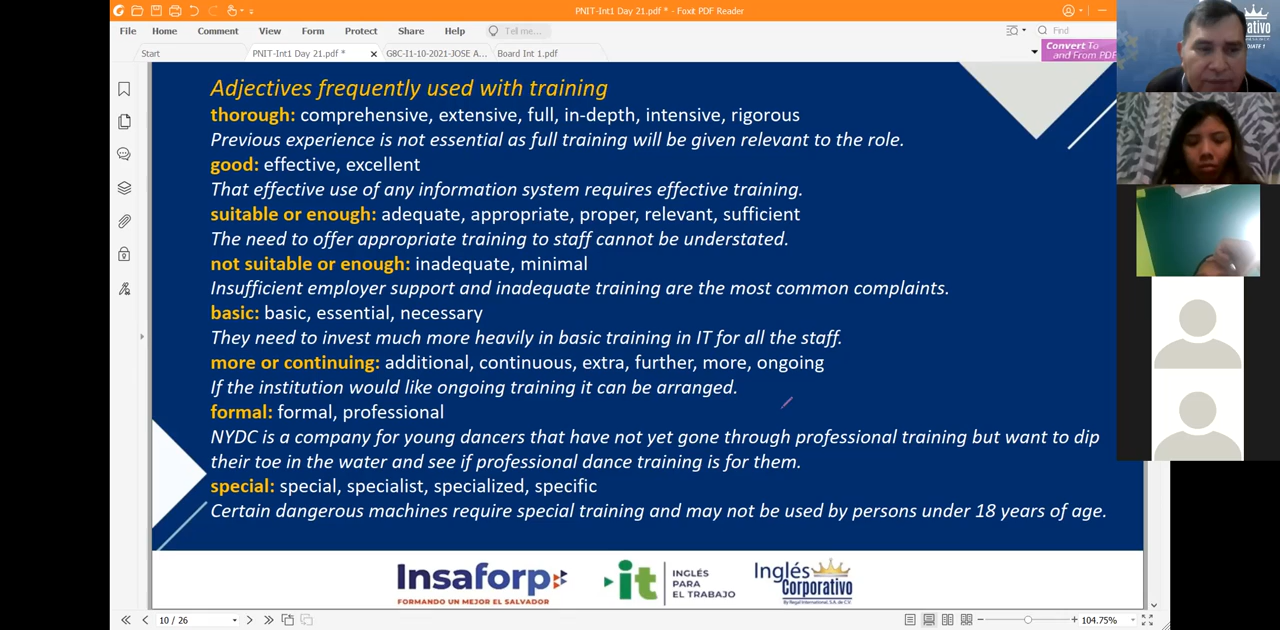 PNIT-Int1 Day 21.pdf * - Foxit PDF Reader
File Home Comment View Form Protect Share Help Tell me... Find
Start PNIT-Int1 Day 21.pdf * G8C-I1-10-2021-JOSE A... Board Int 1.pdf
Convert To
and From PDF
Adjectives frequently used with training
thorough: comprehensive, extensive, full, in-depth, intensive, rigorous
Previous experience is not essential as full training will be given relevant to the role.
good: effective, excellent
That effective use of any information system requires effective training.
suitable or enough: adequate, appropriate, proper, relevant, sufficient
The need to offer appropriate training to staff cannot be understated.
not suitable or enough: inadequate, minimal
Insufficient employer support and inadequate training are the most common complaints.
basic: basic, essential, necessary
They need to invest much more heavily in basic training in IT for all the staff.
more or continuing: additional, continuous, extra, further, more, ongoing
If the institution would like ongoing training it can be arranged.
formal: formal, professional
NYDC is a company for young dancers that have not yet gone through professional training but want to dip
their toe in the water and see if professional dance training is for them.
special: special, specialist, specialized, specific
Certain dangerous machines require special training and may not be used by persons under 18 years of age.
Insaforp
FORMANDO UN MEJOR EL SALVADOR
it
INGLÉS
PARA
EL TRABAJO
Inglés
Corporativo
By Regal International, S.A. de C.V.
10 / 26
104.75%